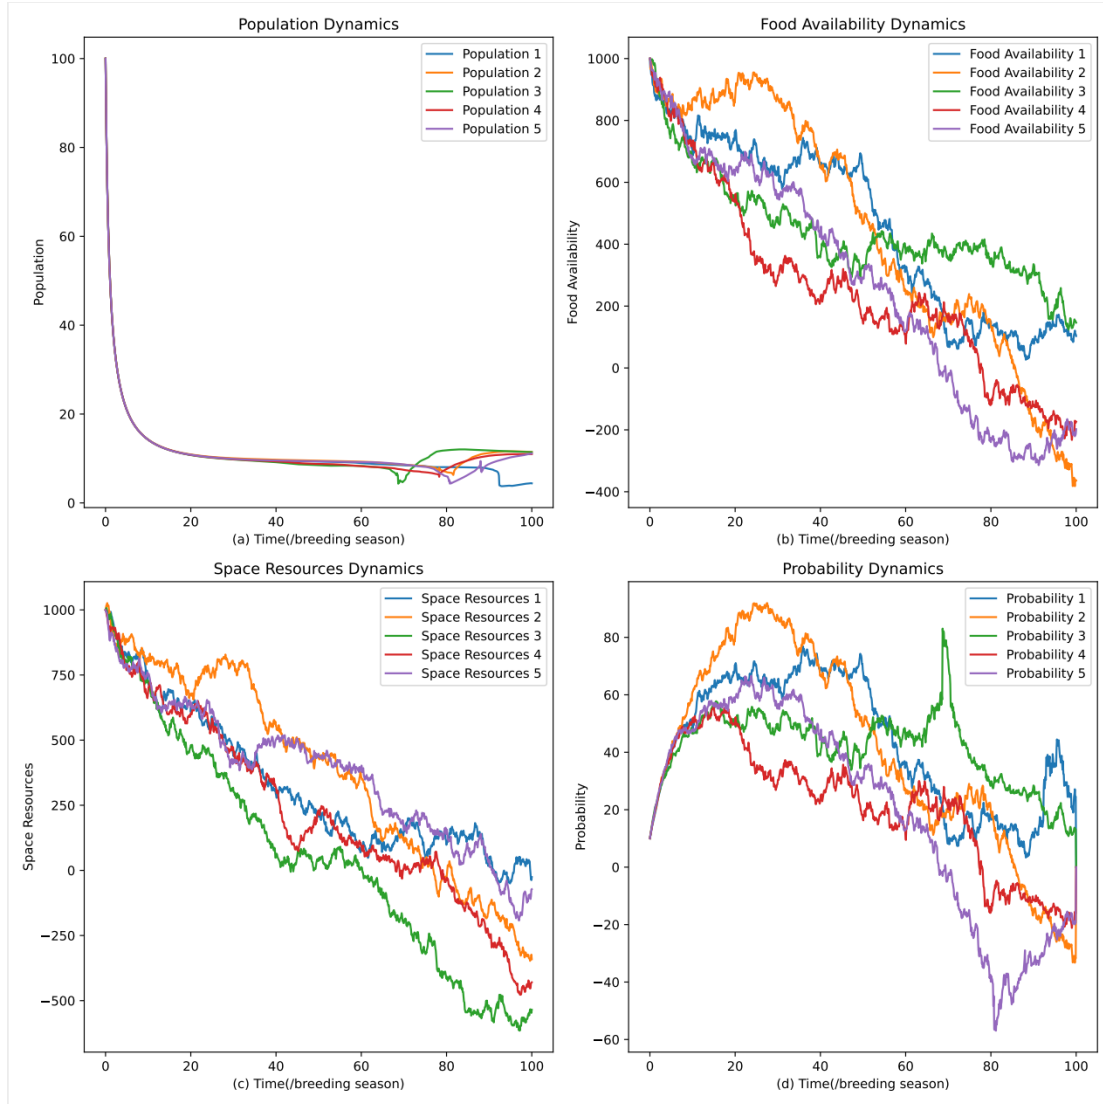 Population Dynamics
100
80
60
40
20
0
Population
Population 1
Population 2
Population 3
Population 4
Population 5
0 20 40 60 80 100
(a) Time(/breeding season)
Food Availability Dynamics
1000
800
600
400
200
0
−200
−400
Food Availability
Food Availability 1
Food Availability 2
Food Availability 3
Food Availability 4
Food Availability 5
0 20 40 60 80 100
(b) Time(/breeding season)
Space Resources Dynamics
1000
750
500
250
0
−250
−500
Space Resources
Space Resources 1
Space Resources 2
Space Resources 3
Space Resources 4
Space Resources 5
0 20 40 60 80 100
(c) Time(/breeding season)
Probability Dynamics
80
60
40
20
0
−20
−40
−60
Probability
Probability 1
Probability 2
Probability 3
Probability 4
Probability 5
0 20 40 60 80 100
(d) Time(/breeding season)